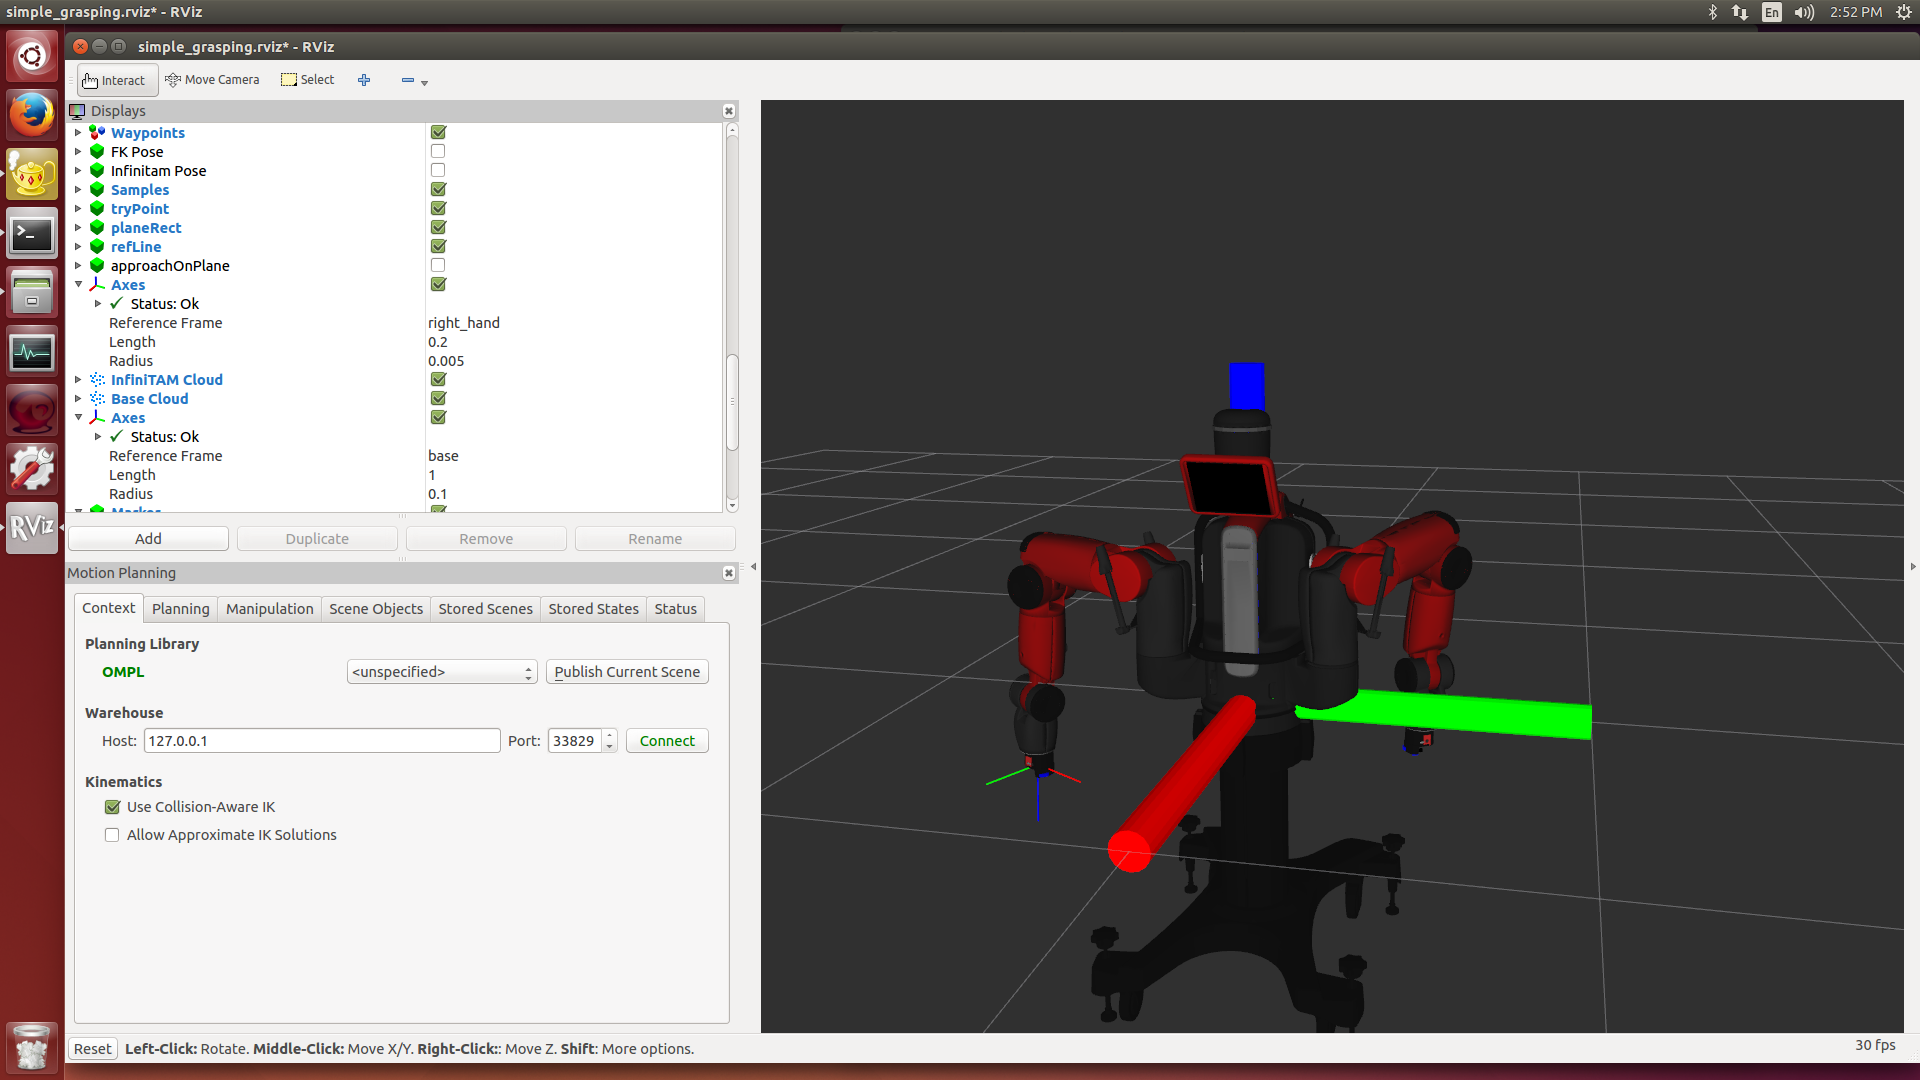 simple_grasping.rviz* - RViz
En
2:52 PM
simple_grasping.rviz* - RViz
Interact
Move Camera
Select
Displays
Waypoints
FK Pose
Infinitam Pose
Samples
tryPoint
planeRect
refLine
approachOnPlane
Axes
Status: Ok
Reference Frame right_hand
Length 0.2
Radius 0.005
InfiniTAM Cloud
Base Cloud
Axes
Status: Ok
Reference Frame base
Length 1
Radius 0.1
Marker
Add Duplicate Remove Rename
RViz
Motion Planning
Context Planning Manipulation Scene Objects Stored Scenes Stored States Status
Planning Library
OMPL <unspecified> Publish Current Scene
Warehouse
Host: 127.0.0.1 Port: 33829 Connect
Kinematics
Use Collision-Aware IK
Allow Approximate IK Solutions
Reset Left-Click: Rotate. Middle-Click: Move X/Y. Right-Click:: Move Z. Shift: More options.
30 fps